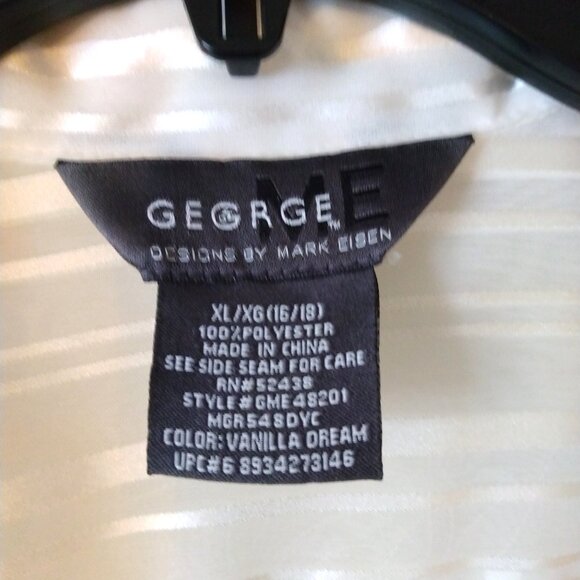 GEORGE ME™
DESIGNS BY MARK EISEN
XL/XG (16/18)
100%POLYESTER
MADE IN CHINA
SEE SIDE SEAM FOR CARE
RN#52438
STYLE#GME48201
MGR548DYC
COLOR: VANILLA DREAM
UPC#6 8934273146